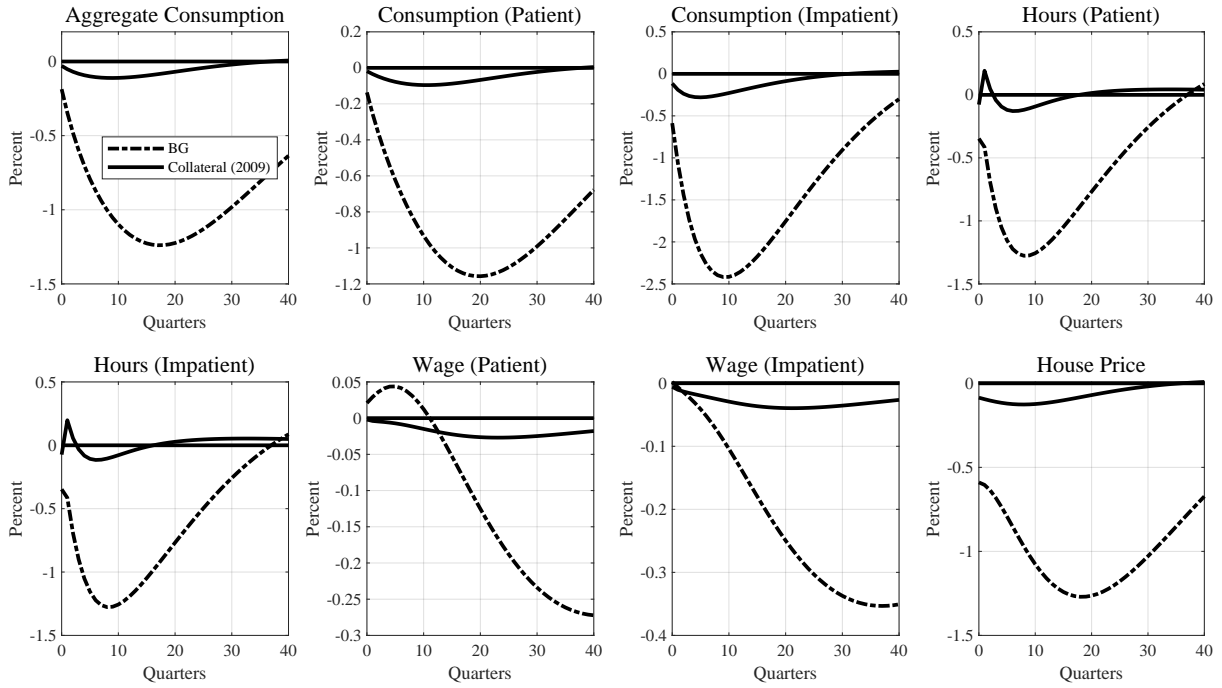 Aggregate Consumption
Percent
0
-0.5
-1
-1.5
BG
Collateral (2009)
0 10 20 30 40
Quarters
Consumption (Patient)
Percent
0.2
0
-0.2
-0.4
-0.6
-0.8
-1
-1.2
0 10 20 30 40
Quarters
Consumption (Impatient)
Percent
0.5
0
-0.5
-1
-1.5
-2
-2.5
0 10 20 30 40
Quarters
Hours (Patient)
Percent
0.5
0
-0.5
-1
-1.5
0 10 20 30 40
Quarters
Hours (Impatient)
Percent
0.5
0
-0.5
-1
-1.5
0 10 20 30 40
Quarters
Wage (Patient)
Percent
0.05
0
-0.05
-0.1
-0.15
-0.2
-0.25
-0.3
0 10 20 30 40
Quarters
Wage (Impatient)
Percent
0
-0.1
-0.2
-0.3
-0.4
0 10 20 30 40
Quarters
House Price
Percent
0
-0.5
-1
-1.5
0 10 20 30 40
Quarters